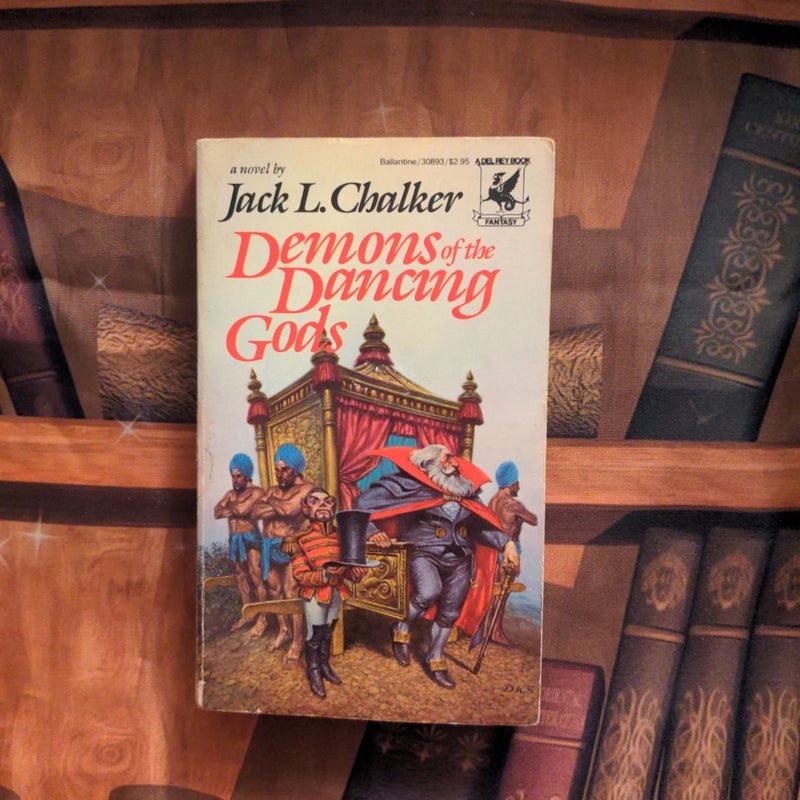 a novel by
Ballantine/30893/$2.95
A DEL REY BOOK
Jack L. Chalker
FANTASY
Demons of the
Dancing
Gods
DKS